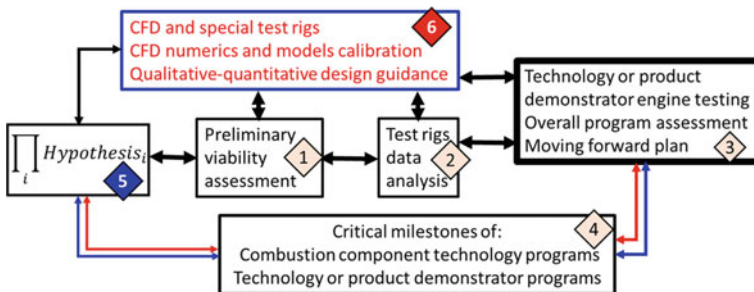 CFD and special test rigs
6
CFD numerics and models calibration
Qualitative-quantitative design guidance
Technology or product
demonstrator engine testing
Overall program assessment
Moving forward plan
3
∏ᵢ Hypothesisᵢ
5
Preliminary
viability
assessment
1
Test rigs
data
analysis
2
Critical milestones of:
4
Combustion component technology programs
Technology or product demonstrator programs